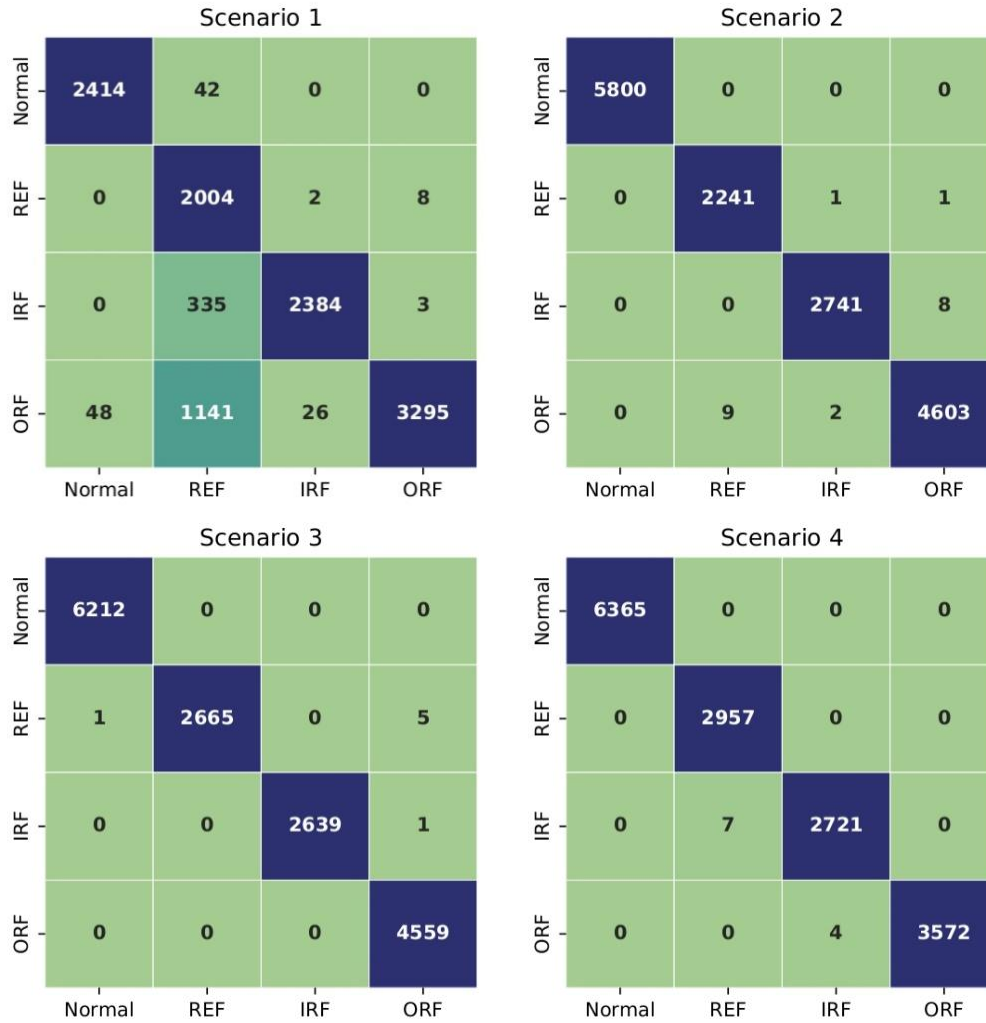 Scenario 1
Scenario 2
Normal 2414 42 0 0
REF 0 2004 2 8
IRF 0 335 2384 3
ORF 48 1141 26 3295
Normal REF IRF ORF
Normal 5800 0 0 0
REF 0 2241 1 1
IRF 0 0 2741 8
ORF 0 9 2 4603
Normal REF IRF ORF
Scenario 3
Scenario 4
Normal 6212 0 0 0
REF 1 2665 0 5
IRF 0 0 2639 1
ORF 0 0 0 4559
Normal REF IRF ORF
Normal 6365 0 0 0
REF 0 2957 0 0
IRF 0 7 2721 0
ORF 0 0 4 3572
Normal REF IRF ORF